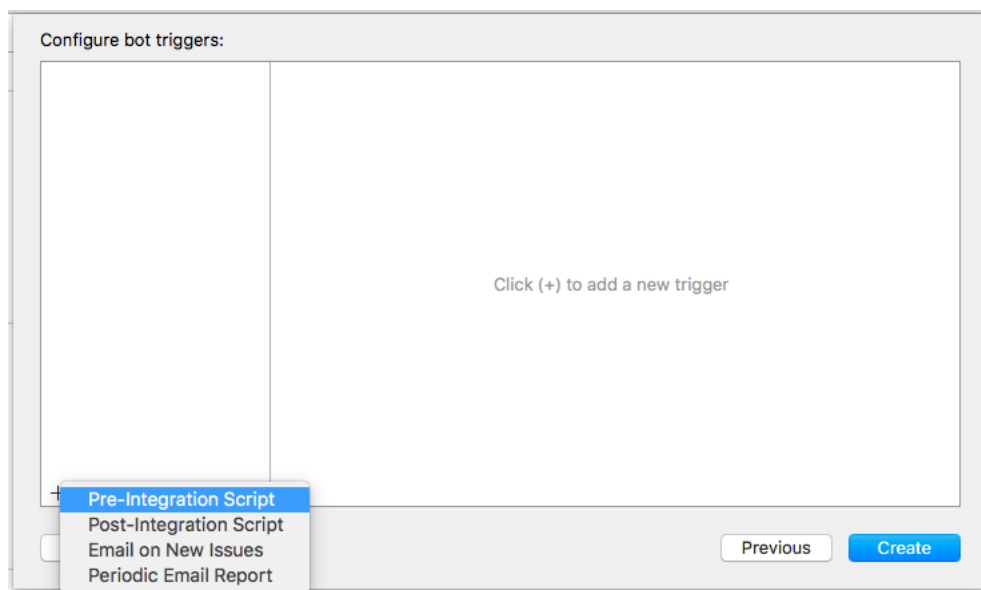 Configure bot triggers:
Click (+) to add a new trigger
+
Pre-Integration Script
Post-Integration Script
Email on New Issues
Periodic Email Report
Previous
Create